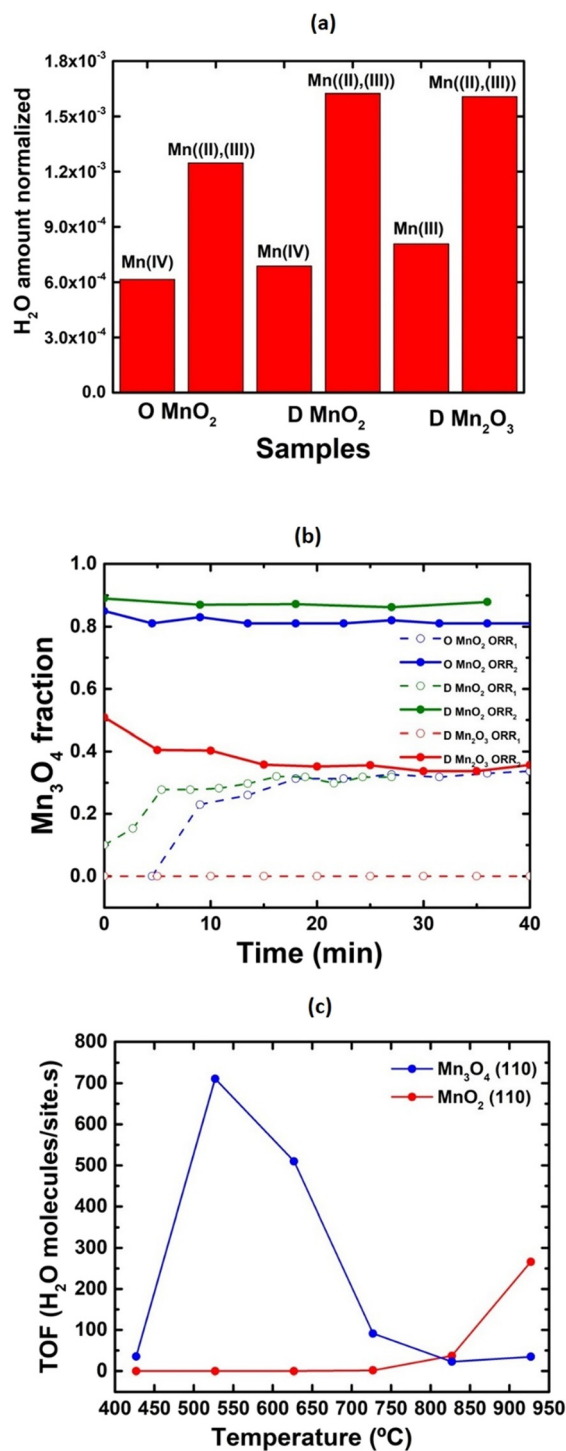 (a)
H₂O amount normalized
1.8x10⁻³
1.5x10⁻³
1.2x10⁻³
9.0x10⁻⁴
6.0x10⁻⁴
3.0x10⁻⁴
0.0
Mn(IV)
Mn((II),(III))
Mn(IV)
Mn((II),(III))
Mn(III)
Mn((II),(III))
O MnO₂
D MnO₂
D Mn₂O₃
Samples
(b)
Mn₃O₄ fraction
1.0
0.8
0.6
0.4
0.2
0.0
O MnO₂ ORR₁
O MnO₂ ORR₂
D MnO₂ ORR₁
D MnO₂ ORR₂
D Mn₂O₃ ORR₁
D Mn₂O₃ ORR₂
0 10 20 30 40
Time (min)
(c)
TOF (H₂O molecules/site.s)
800
700
600
500
400
300
200
100
0
Mn₃O₄ (110)
MnO₂ (110)
400 450 500 550 600 650 700 750 800 850 900 950
Temperature (ºC)